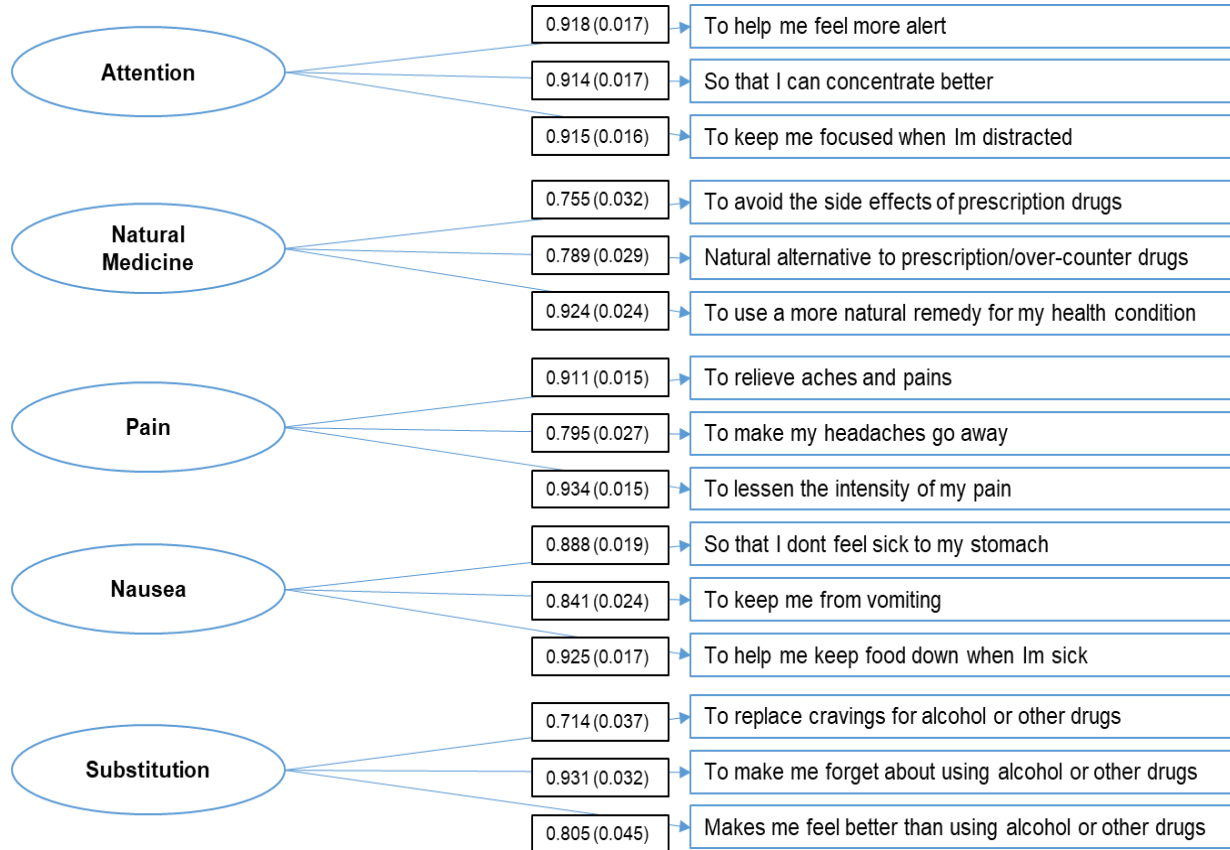 Attention
0.918 (0.017) To help me feel more alert
0.914 (0.017) So that I can concentrate better
0.915 (0.016) To keep me focused when Im distracted
Natural
Medicine
0.755 (0.032) To avoid the side effects of prescription drugs
0.789 (0.029) Natural alternative to prescription/over-counter drugs
0.924 (0.024) To use a more natural remedy for my health condition
Pain
0.911 (0.015) To relieve aches and pains
0.795 (0.027) To make my headaches go away
0.934 (0.015) To lessen the intensity of my pain
Nausea
0.888 (0.019) So that I dont feel sick to my stomach
0.841 (0.024) To keep me from vomiting
0.925 (0.017) To help me keep food down when Im sick
Substitution
0.714 (0.037) To replace cravings for alcohol or other drugs
0.931 (0.032) To make me forget about using alcohol or other drugs
0.805 (0.045) Makes me feel better than using alcohol or other drugs